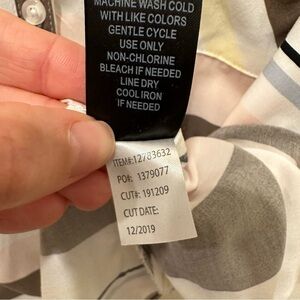 MACHINE WASH COLD
WITH LIKE COLORS
GENTLE CYCLE
USE ONLY
NON-CHLORINE
BLEACH IF NEEDED
LINE DRY
COOL IRON
IF NEEDED
ITEM#:12783632
PO#: 1379077
CUT#: 191209
CUT DATE:
12/2019